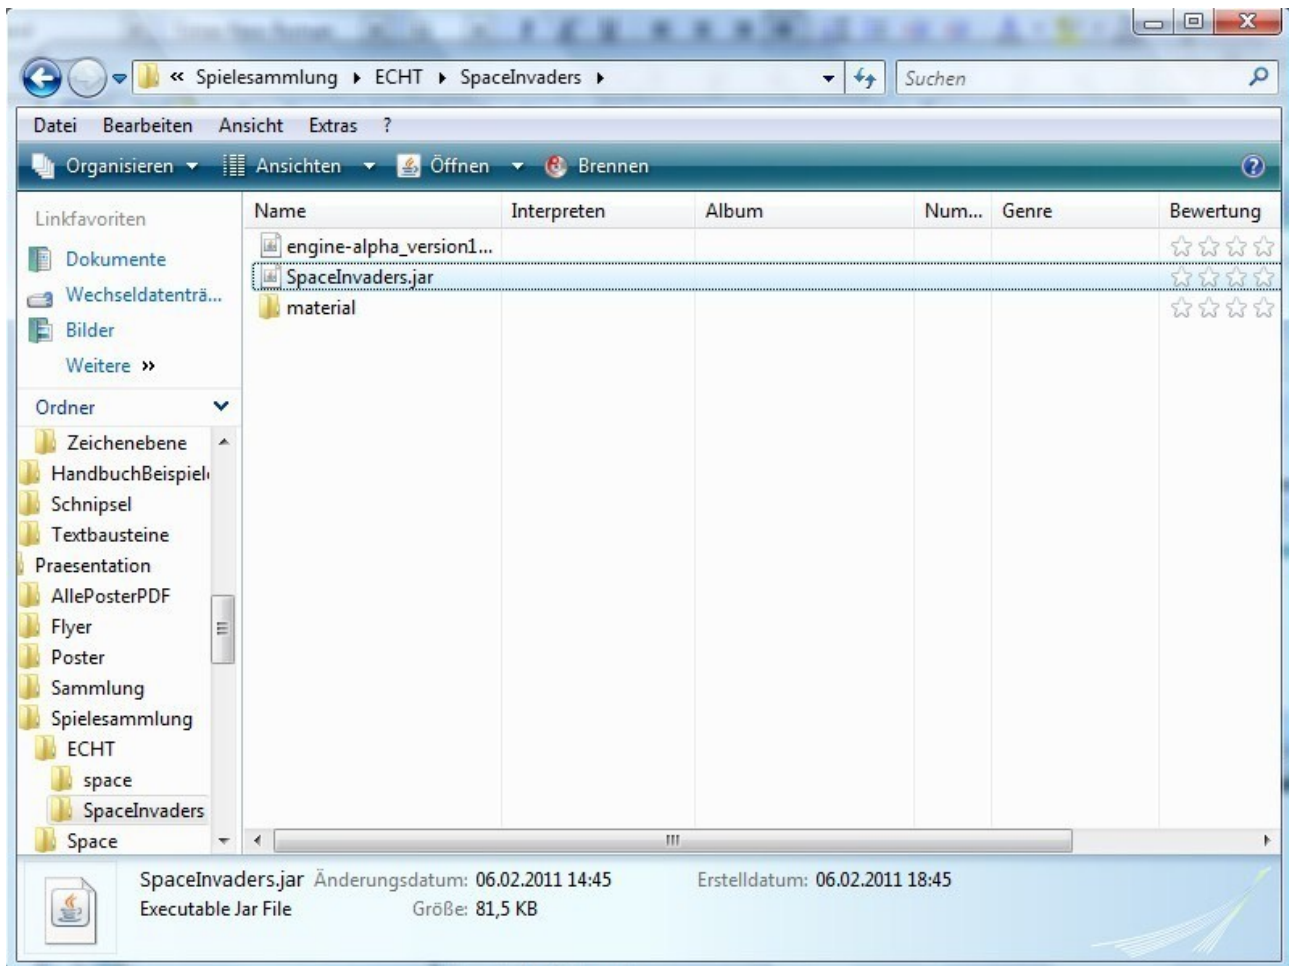 « Spielesammlung ECHT SpaceInvaders
Suchen
Datei Bearbeiten Ansicht Extras ?
Organisieren Ansichten Öffnen Brennen
Linkfavoriten
Dokumente
Wechseldatenträ...
Bilder
Weitere »
Ordner
Zeichenebene
HandbuchBeispiel
Schnipsel
Textbausteine
Praesentation
AllePosterPDF
Flyer
Poster
Sammlung
Spielesammlung
ECHT
space
SpaceInvaders
Space
Name Interpreten Album Num... Genre Bewertung
engine-alpha_version1...
SpaceInvaders.jar
material
SpaceInvaders.jar Änderungsdatum: 06.02.2011 14:45 Erstelldatum: 06.02.2011 18:45
Executable Jar File Größe: 81,5 KB